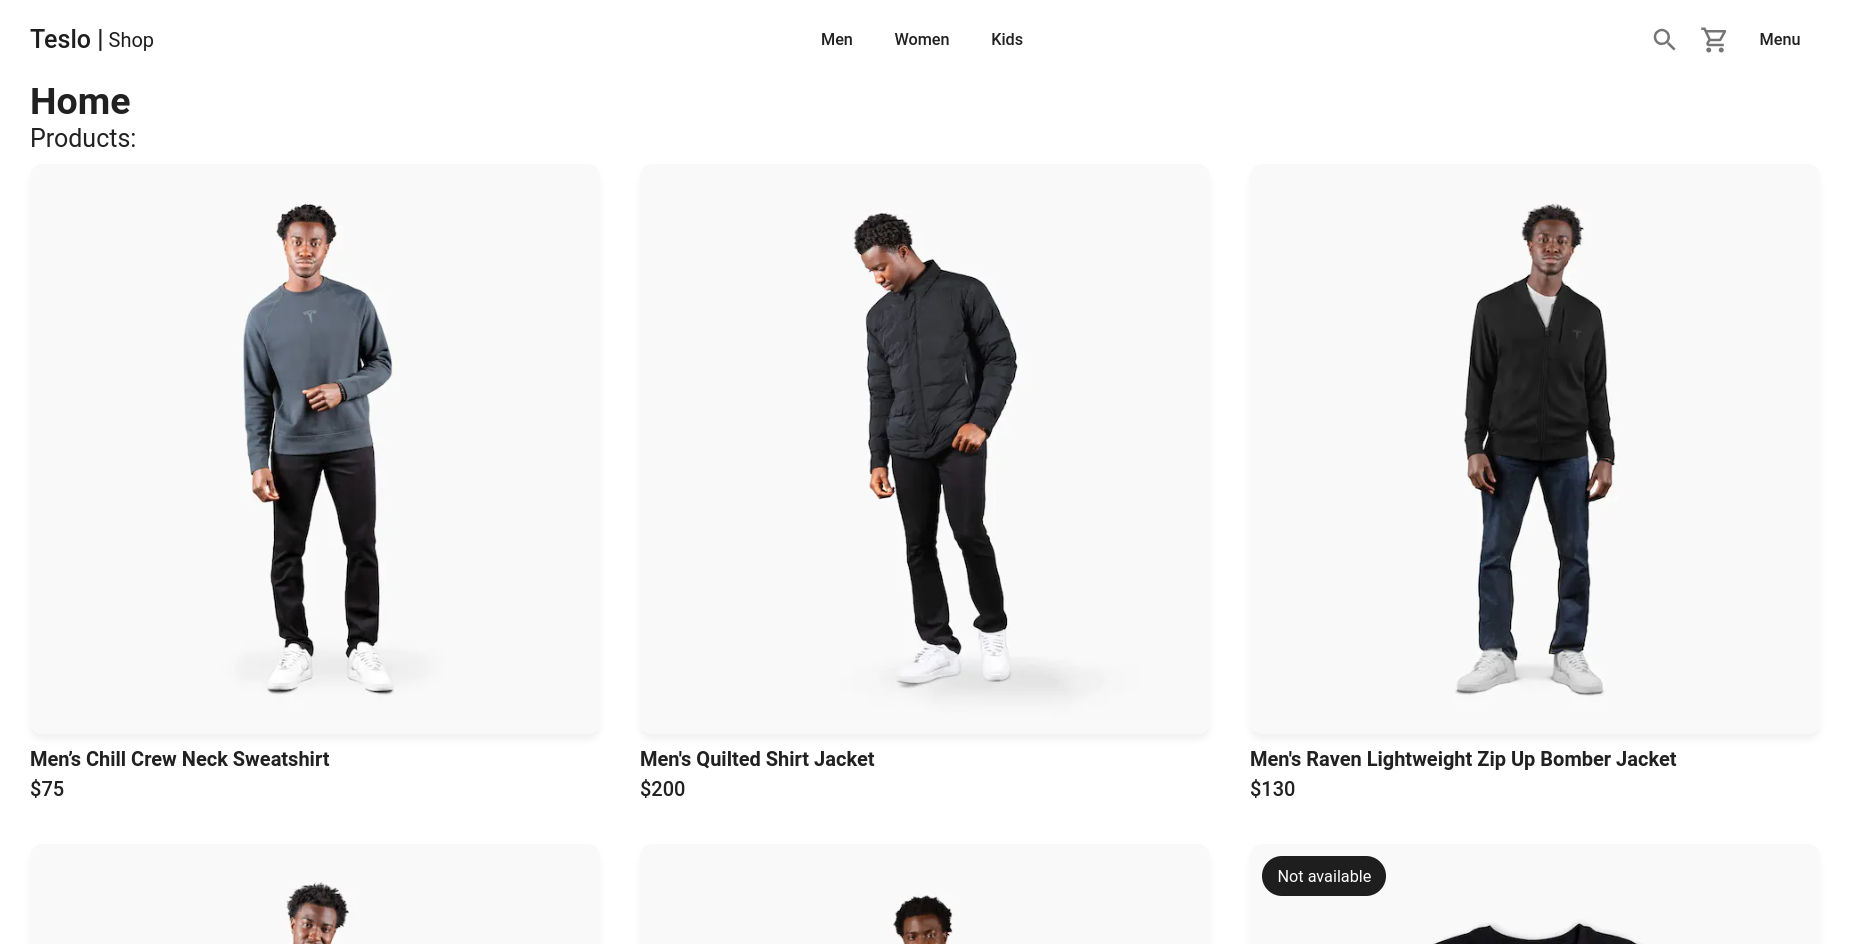 Teslo | Shop
Men Women Kids
Menu
Home
Products:
Men’s Chill Crew Neck Sweatshirt
$75
Men's Quilted Shirt Jacket
$200
Men's Raven Lightweight Zip Up Bomber Jacket
$130
Not available